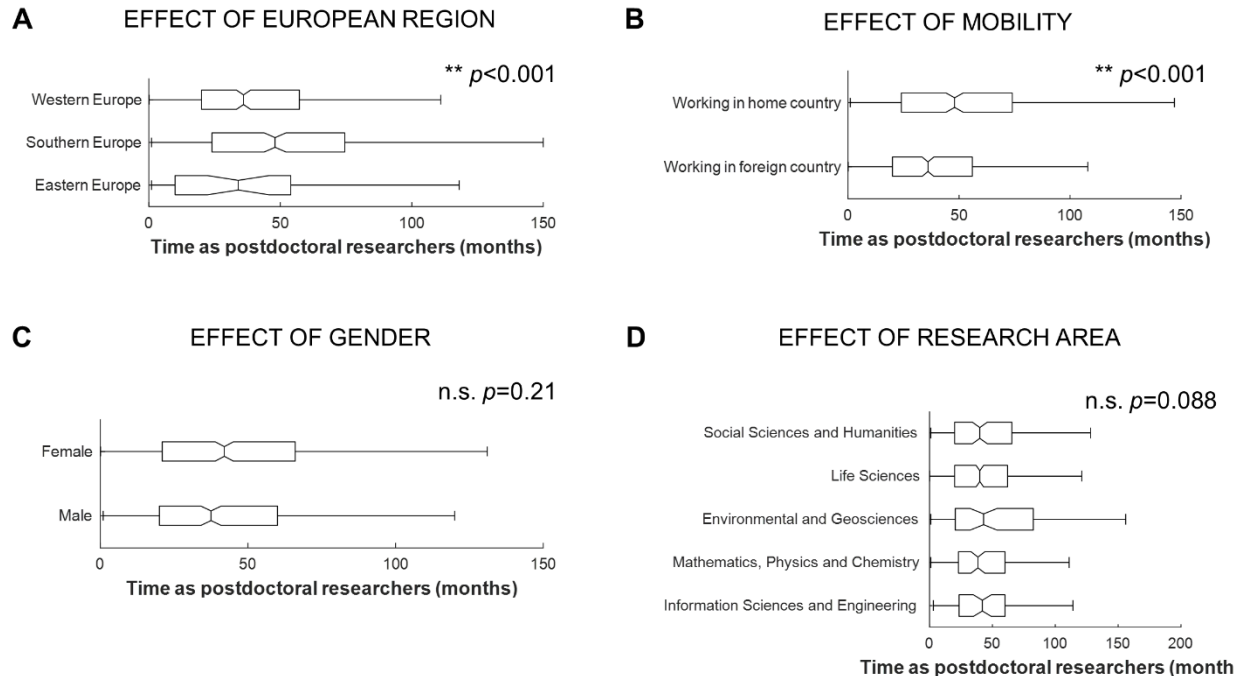 A EFFECT OF EUROPEAN REGION
** p<0.001
Western Europe
Southern Europe
Eastern Europe
0 50 100 150
Time as postdoctoral researchers (months)
B EFFECT OF MOBILITY
** p<0.001
Working in home country
Working in foreign country
0 50 100 150
Time as postdoctoral researchers (months)
C EFFECT OF GENDER
n.s. p=0.21
Female
Male
0 50 100 150
Time as postdoctoral researchers (months)
D EFFECT OF RESEARCH AREA
n.s. p=0.088
Social Sciences and Humanities
Life Sciences
Environmental and Geosciences
Mathematics, Physics and Chemistry
Information Sciences and Engineering
0 50 100 150 200
Time as postdoctoral researchers (month